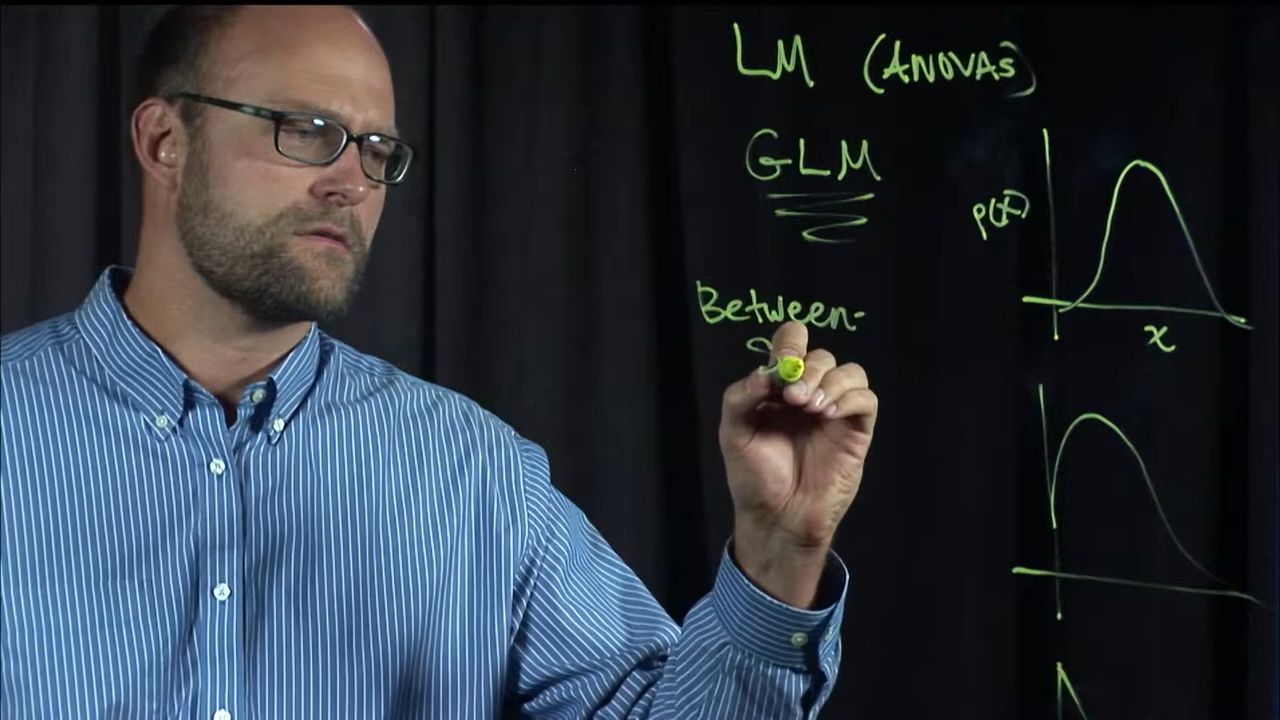 LM (ANOVAs)
GLM
p(x)
x
Between-